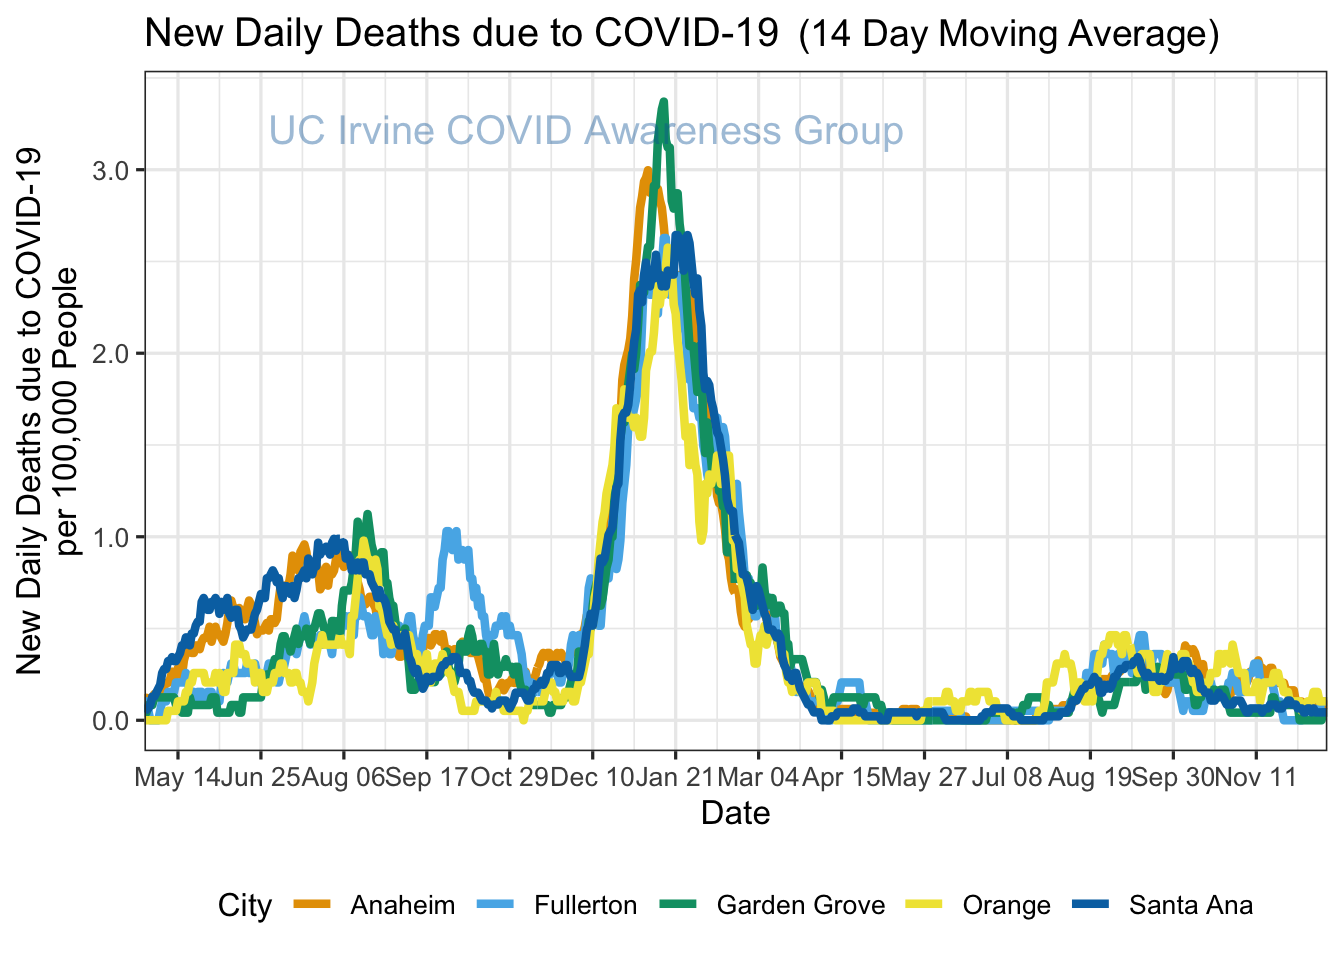 New Daily Deaths due to COVID-19 (14 Day Moving Average)
UC Irvine COVID Awareness Group
New Daily Deaths due to COVID-19
per 100,000 People
3.0
2.0
1.0
0.0
May 14 Jun 25 Aug 06 Sep 17 Oct 29 Dec 10 Jan 21 Mar 04 Apr 15 May 27 Jul 08 Aug 19 Sep 30 Nov 11
Date
City Anaheim Fullerton Garden Grove Orange Santa Ana